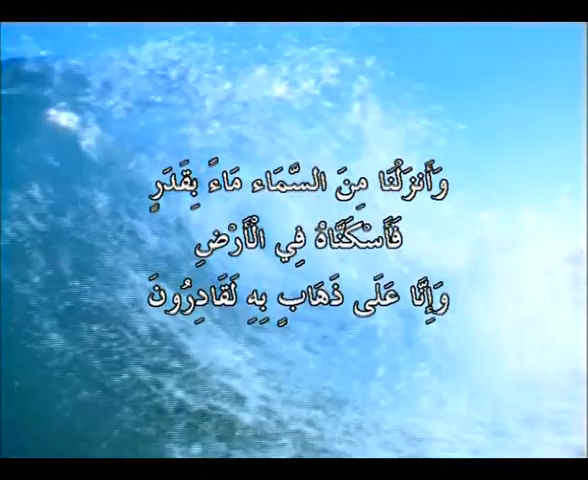 وَأَنزَلْنَا مِنَ السَّمَاء مَاءً بِقَدَرٍ
فَأَسْكَنَّاهُ فِي الْأَرْضِ
وَإِنَّا عَلَى ذَهَابٍ بِهِ لَقَادِرُونَ